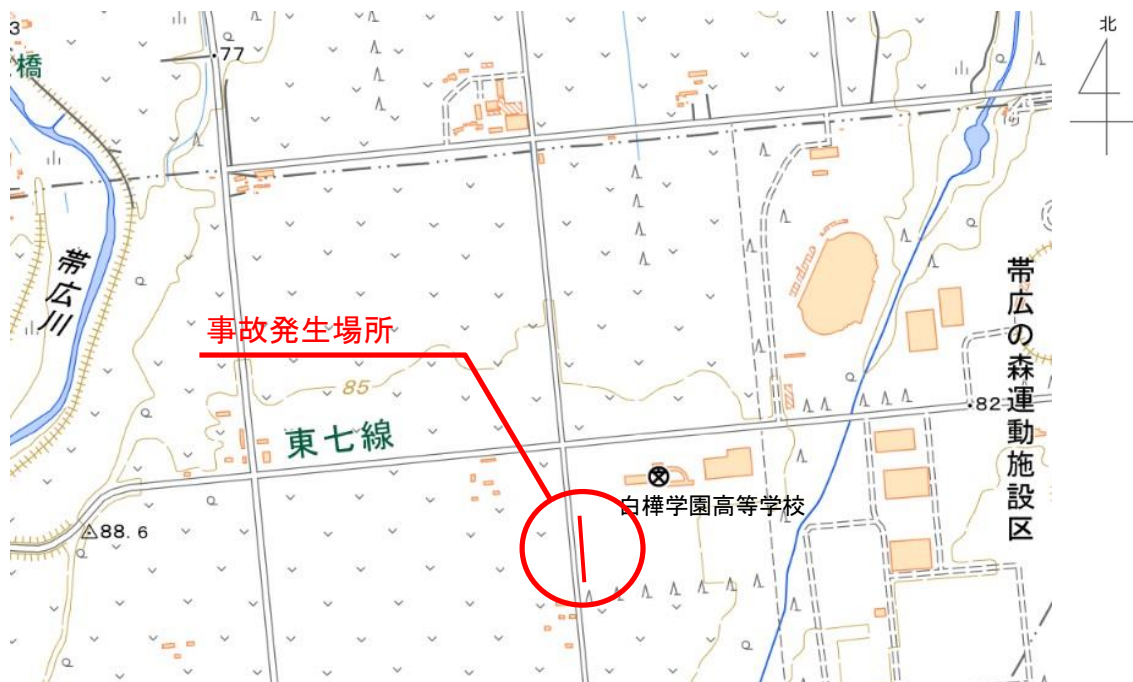 北
3
橋
77
帯広川
事故発生場所
85
東七線
82
帯広の森運動施設区
白樺学園高等学校
88.6